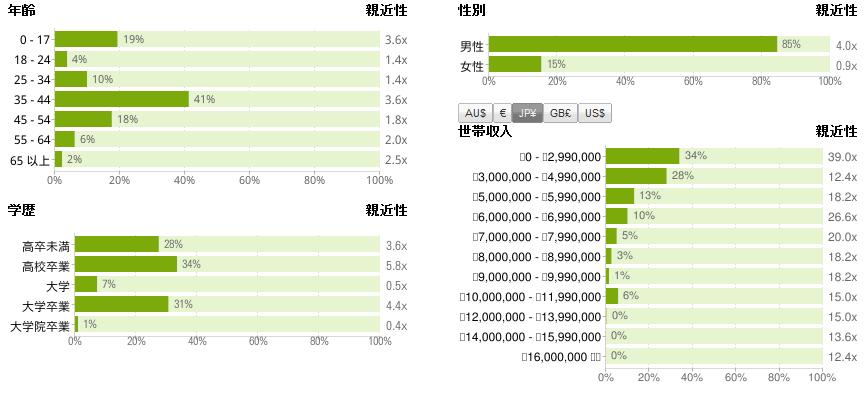 年齢 親近性
0 - 17 19% 3.6x
18 - 24 4% 1.4x
25 - 34 10% 1.4x
35 - 44 41% 3.6x
45 - 54 18% 1.8x
55 - 64 6% 2.0x
65 以上 2% 2.5x
0% 20% 40% 60% 80% 100%
学歴 親近性
高卒未満 28% 3.6x
高校卒業 34% 5.8x
大学 7% 0.5x
大学卒業 31% 4.4x
大学院卒業 1% 0.4x
0% 20% 40% 60% 80% 100%
性別 親近性
男性 85% 4.0x
女性 15% 0.9x
0% 20% 40% 60% 80% 100%
AU$ € JP¥ GB£ US$
世帯収入 親近性
0 - 2,990,000 34% 39.0x
3,000,000 - 4,990,000 28% 12.4x
5,000,000 - 5,990,000 13% 18.2x
6,000,000 - 6,990,000 10% 26.6x
7,000,000 - 7,990,000 5% 20.0x
8,000,000 - 8,990,000 3% 18.2x
9,000,000 - 9,990,000 1% 18.2x
10,000,000 - 11,990,000 6% 15.0x
12,000,000 - 13,990,000 0% 15.0x
14,000,000 - 15,990,000 0% 13.6x
16,000,000 0% 12.4x
0% 20% 40% 60% 80% 100%